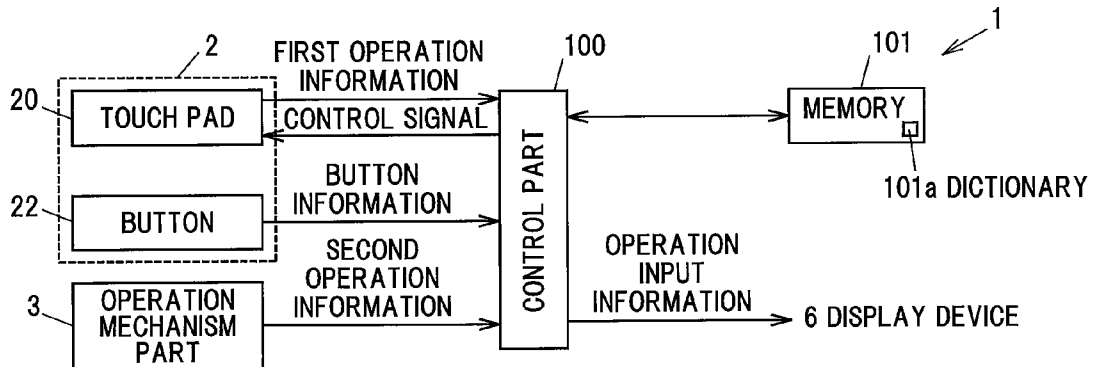 1
2
FIRST OPERATION
INFORMATION
100
101
20
TOUCH PAD
CONTROL SIGNAL
MEMORY
101a DICTIONARY
CONTROL PART
22
BUTTON
BUTTON
INFORMATION
3
OPERATION
MECHANISM
PART
SECOND
OPERATION
INFORMATION
OPERATION
INPUT
INFORMATION
6 DISPLAY DEVICE